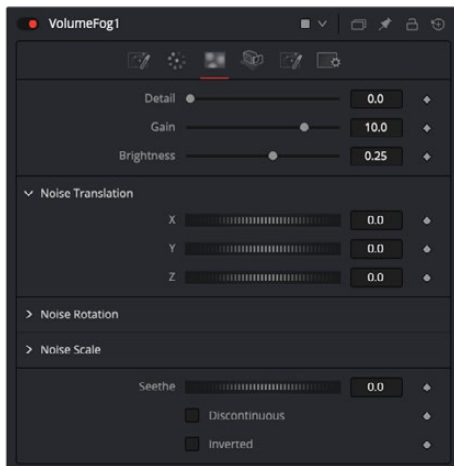 VolumeFog1
Detail 0.0
Gain 10.0
Brightness 0.25
Noise Translation
X 0.0
Y 0.0
Z 0.0
Noise Rotation
Noise Scale
Seethe 0.0
Discontinuous
Inverted